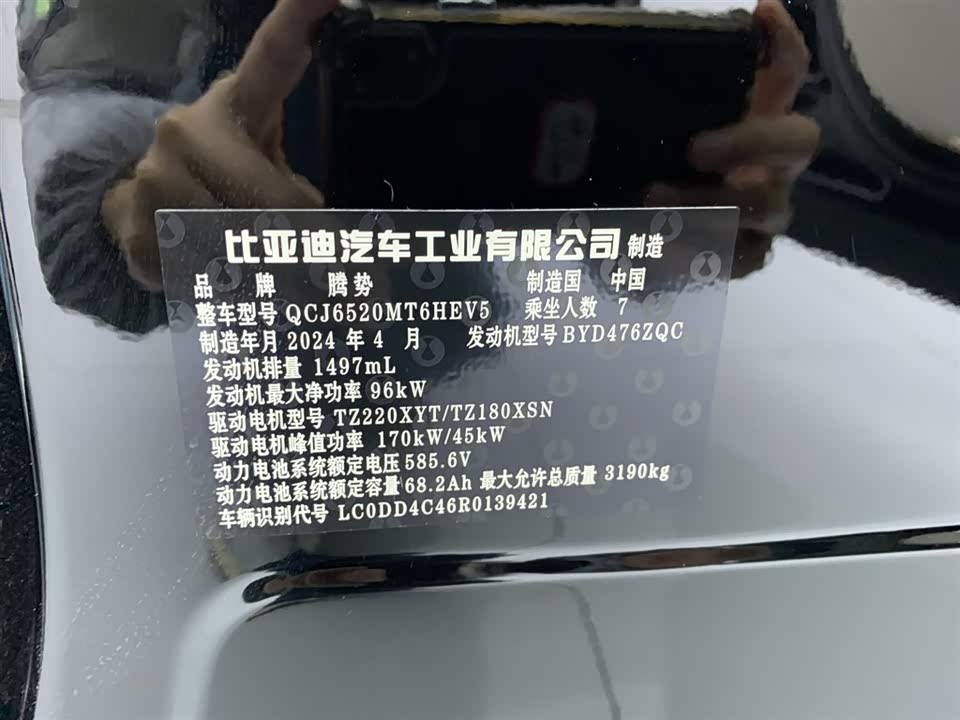 比亚迪汽车工业有限公司 制造
品 牌 腾势 制造国 中国
整车型号 QCJ6520MT6HEV5 乘坐人数 7
制造年月 2024 年 4 月 发动机型号 BYD476ZQC
发动机排量 1497mL
发动机最大净功率 96kW
驱动电机型号 TZ220XYT/TZ180XSN
驱动电机峰值功率 170kW/45kW
动力电池系统额定电压 585.6V
动力电池系统额定容量 68.2Ah 最大允许总质量 3190kg
车辆识别代号 LC0DD4C46R0139421